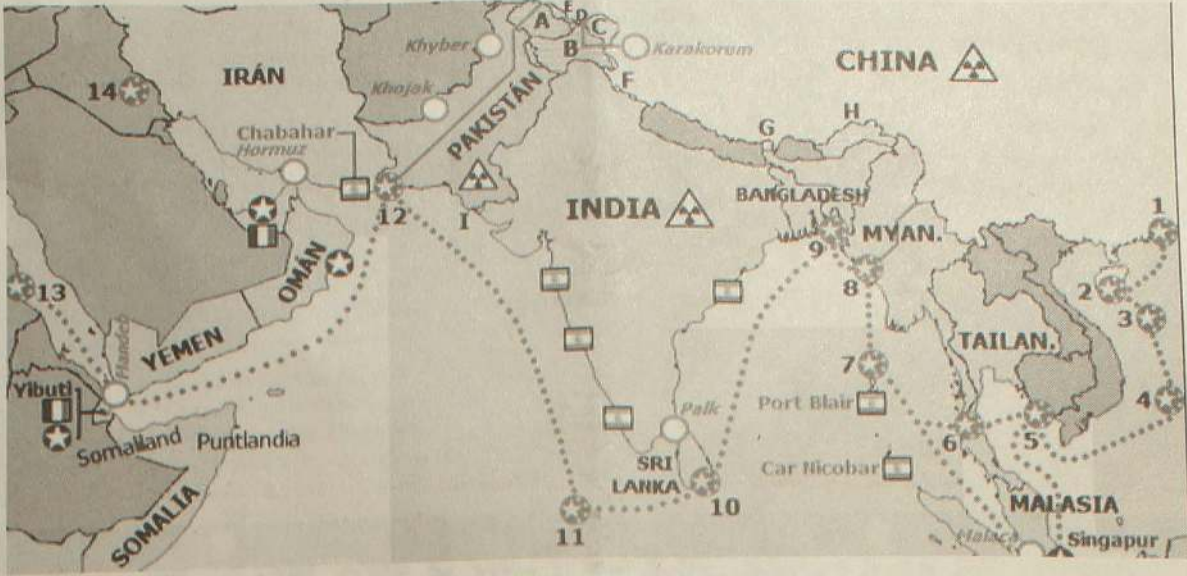 A
E
D
C
Khyber
B
Karakorum
CHINA
IRÁN
F
14
Khojak
PAKISTÁN
H
G
Chabahar
Hormuz
12
I
INDIA
BANGLADESH
1
9
MYAN.
OMÁN
8
2
13
3
YEMEN
TAILAN.
7
Yibuti
Port Blair
4
Palk
Somaliland
Puntlandia
6
5
SRI
LANKA
Car Nicobar
10
11
SOMALIA
MALASIA
Malaca
Singapur